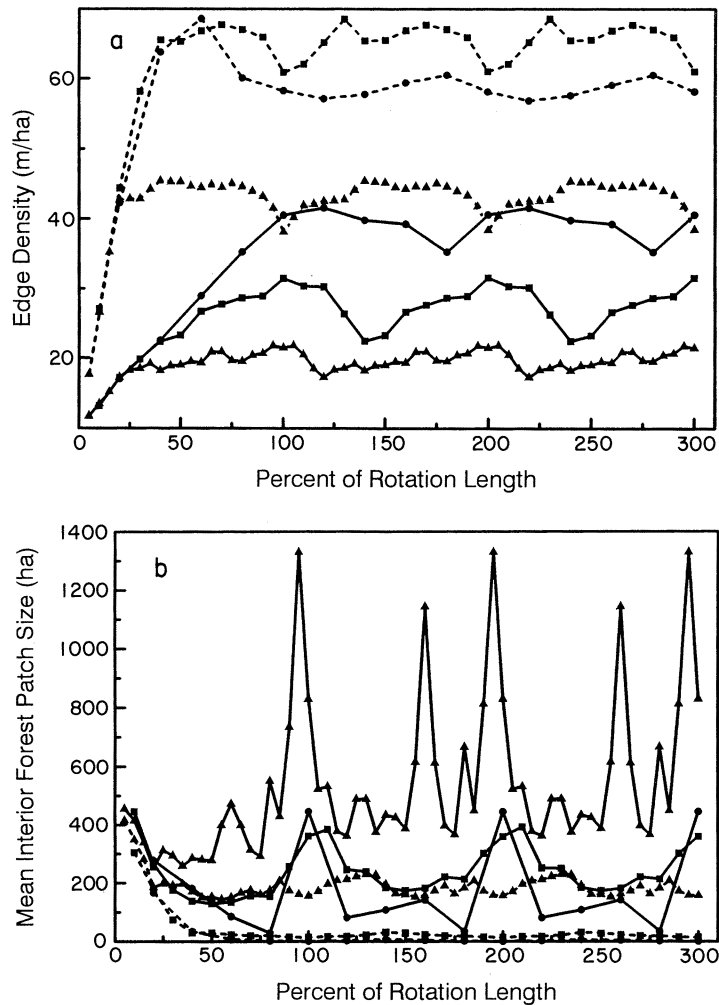 a
60
40
20
Edge Density (m/ha)
0 50 100 150 200 250 300
Percent of Rotation Length
1400
b
1200
1000
800
600
400
200
0
Mean Interior Forest Patch Size (ha)
0 50 100 150 200 250 300
Percent of Rotation Length